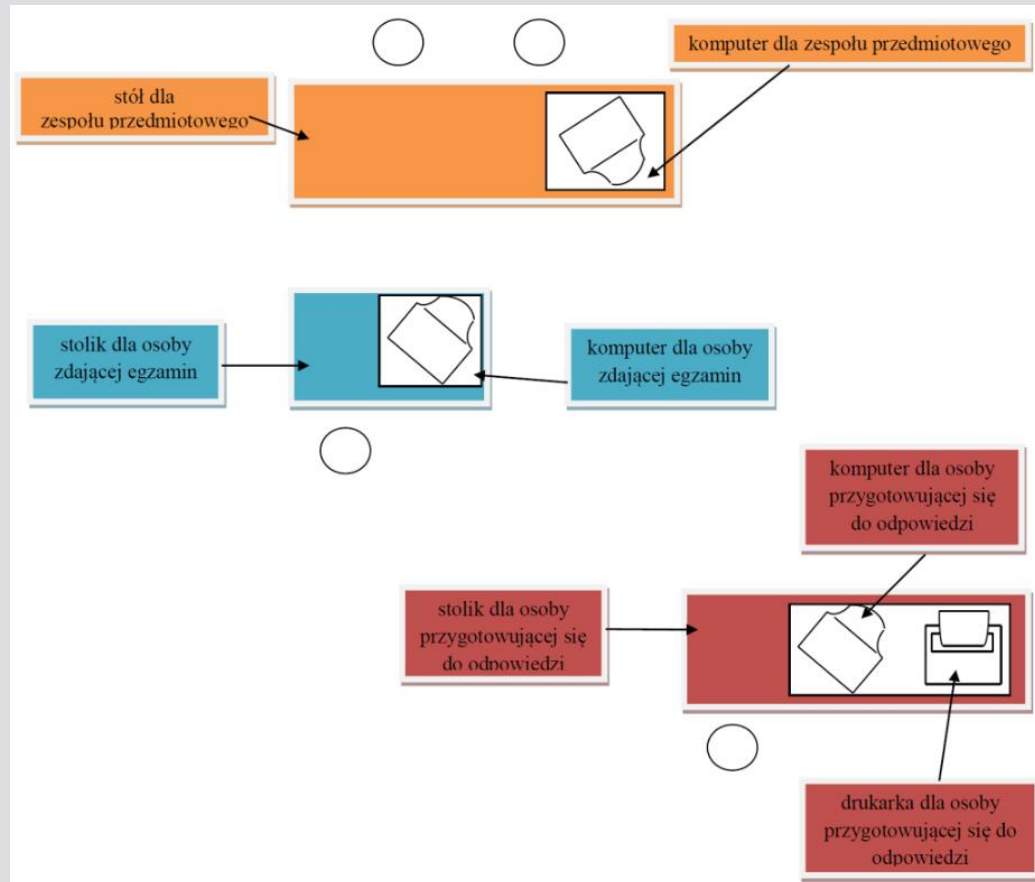 komputer dla zespołu przedmiotowego
stół dla
zespołu przedmiotowego
stolik dla osoby
zdającej egzamin
komputer dla osoby
zdającej egzamin
komputer dla osoby
przygotowującej się
do odpowiedzi
stolik dla osoby
przygotowującej się
do odpowiedzi
drukarka dla osoby
przygotowującej się do
odpowiedzi